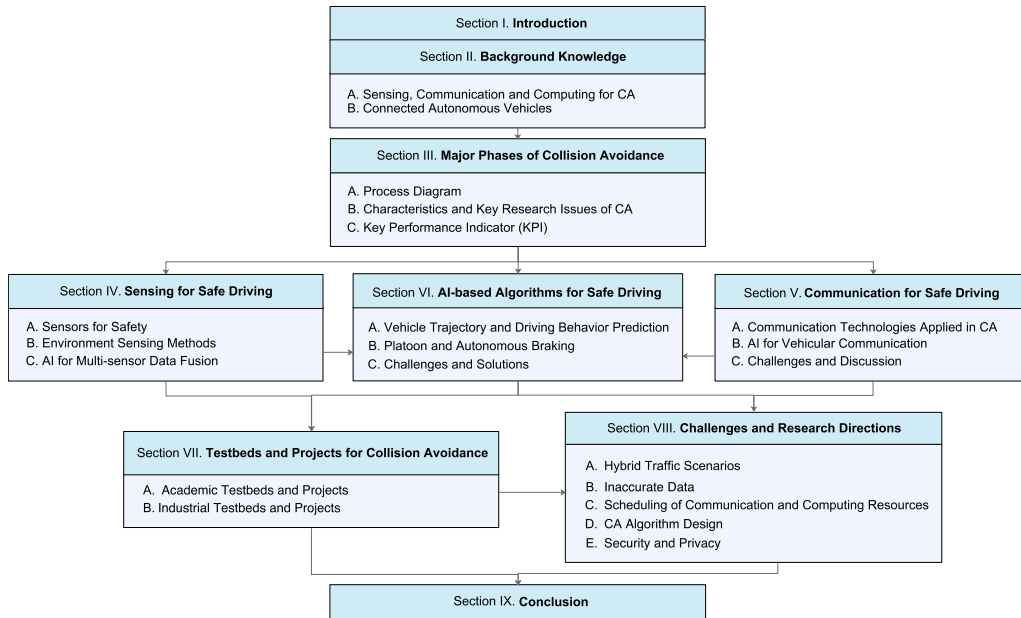 Section I. Introduction
Section II. Background Knowledge
A. Sensing, Communication and Computing for CA
B. Connected Autonomous Vehicles
Section III. Major Phases of Collision Avoidance
A. Process Diagram
B. Characteristics and Key Research Issues of CA
C. Key Performance Indicator (KPI)
Section IV. Sensing for Safe Driving
A. Sensors for Safety
B. Environment Sensing Methods
C. AI for Multi-sensor Data Fusion
Section VI. AI-based Algorithms for Safe Driving
A. Vehicle Trajectory and Driving Behavior Prediction
B. Platoon and Autonomous Braking
C. Challenges and Solutions
Section V. Communication for Safe Driving
A. Communication Technologies Applied in CA
B. AI for Vehicular Communication
C. Challenges and Discussion
Section VII. Testbeds and Projects for Collision Avoidance
A. Academic Testbeds and Projects
B. Industrial Testbeds and Projects
Section VIII. Challenges and Research Directions
A. Hybrid Traffic Scenarios
B. Inaccurate Data
C. Scheduling of Communication and Computing Resources
D. CA Algorithm Design
E. Security and Privacy
Section IX. Conclusion